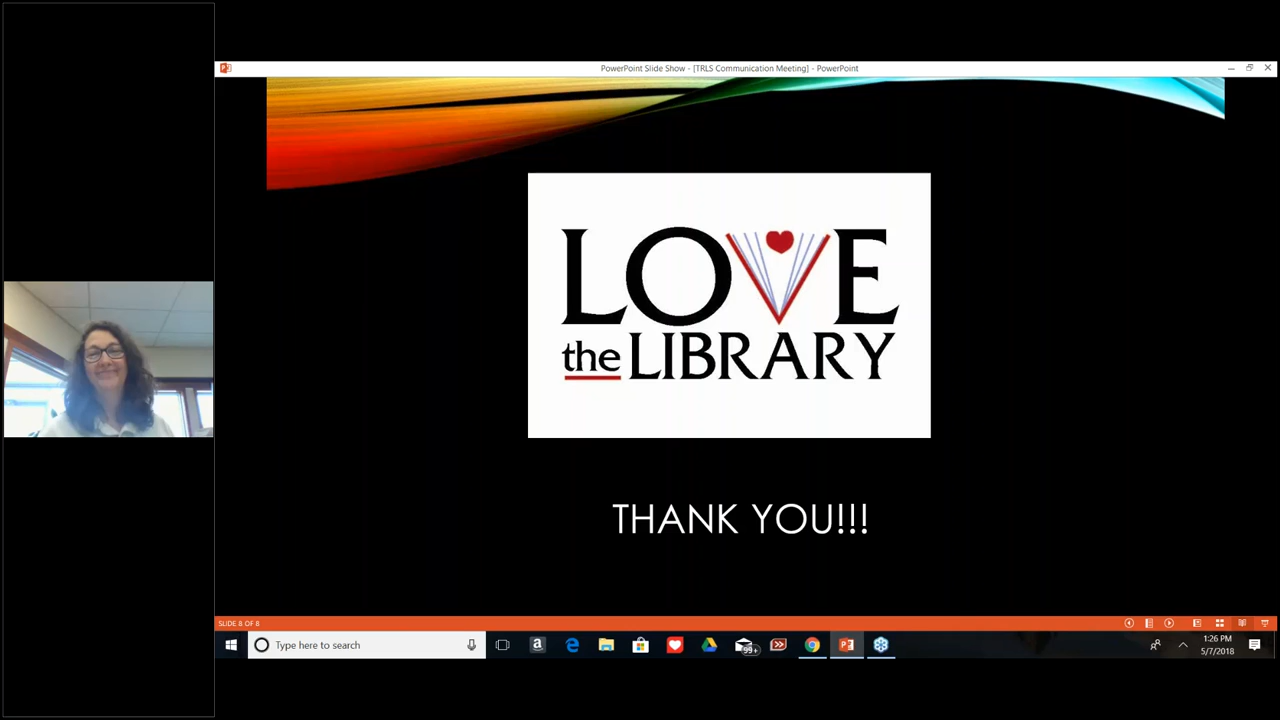 PowerPoint Slide Show - [TRLS Communication Meeting] - PowerPoint
LOVE
the LIBRARY
THANK YOU!!!
SLIDE 8 OF 8
Type here to search
a
99+
1:26 PM
5/7/2018